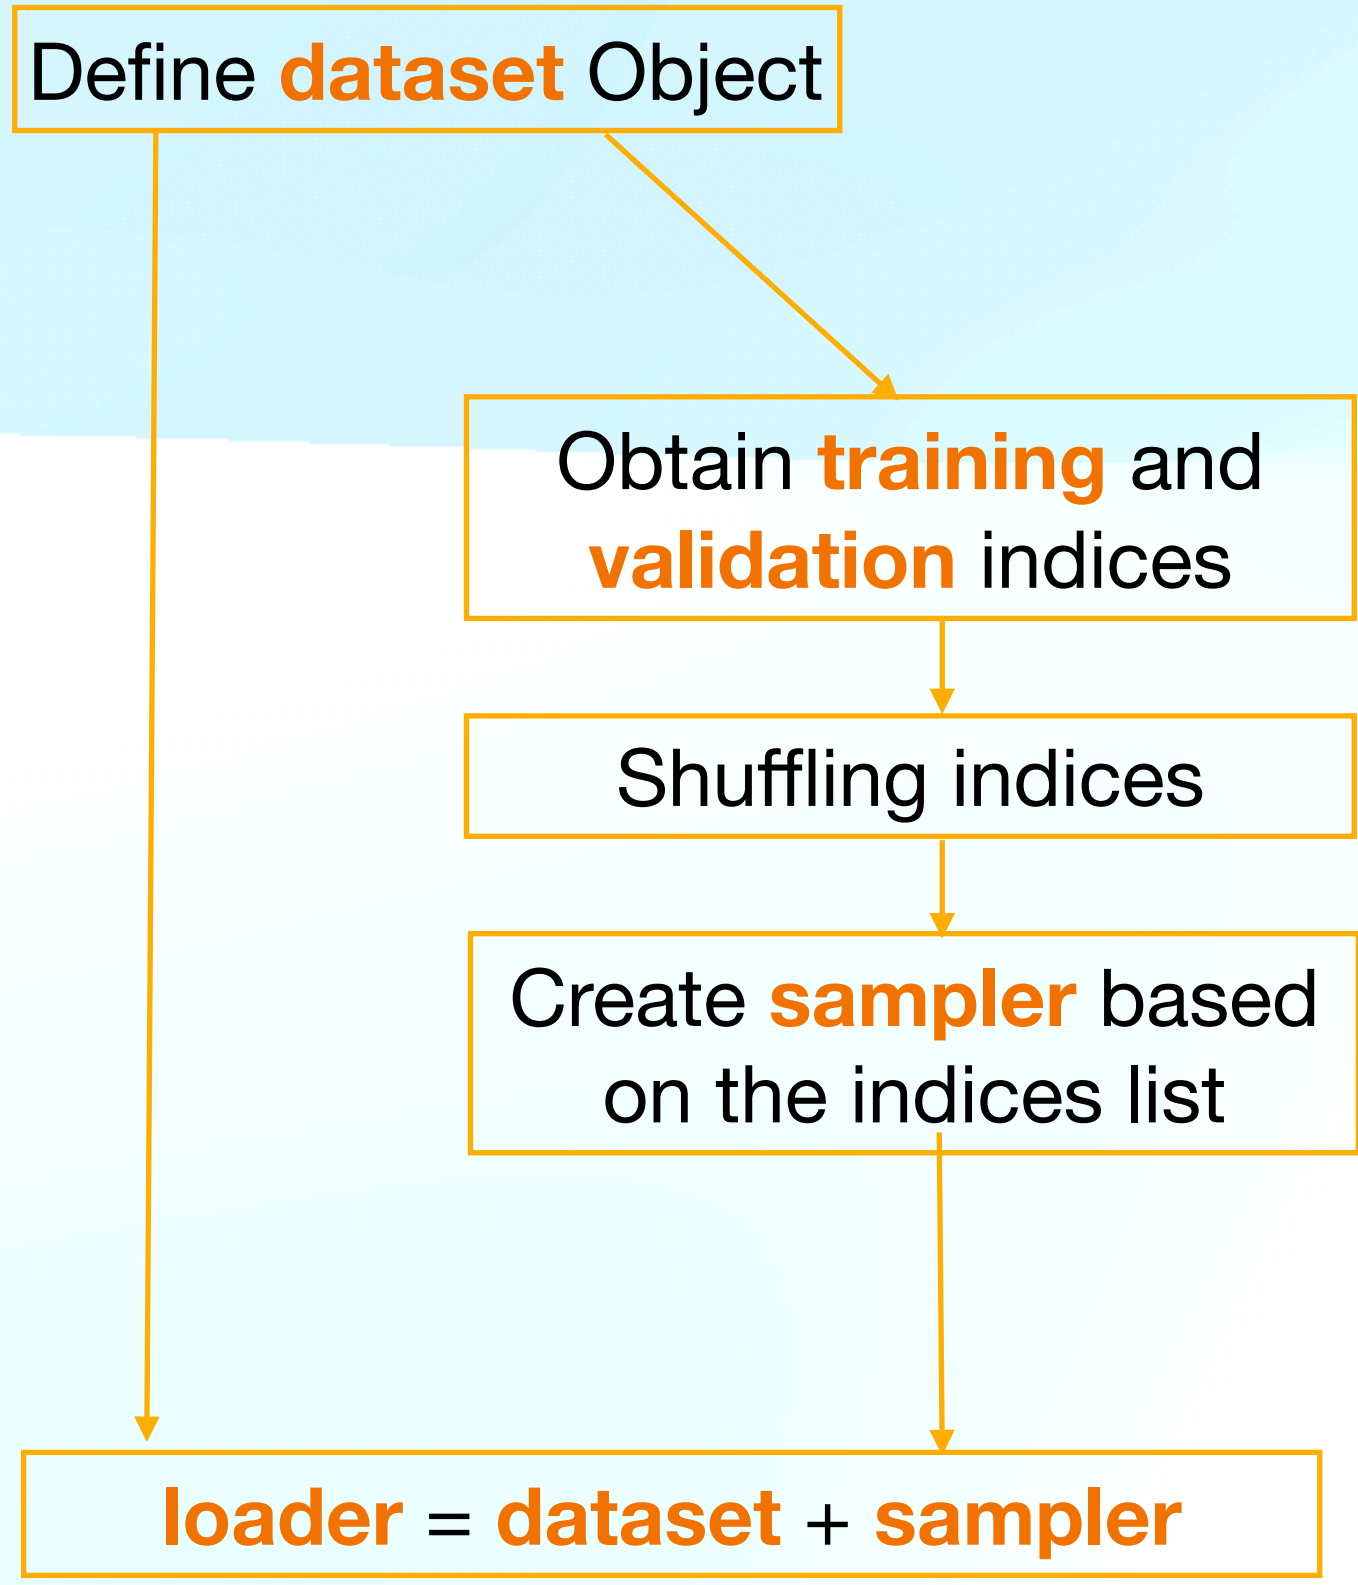 Define dataset Object
Obtain training and
validation indices
Shuffling indices
Create sampler based
on the indices list
loader = dataset + sampler